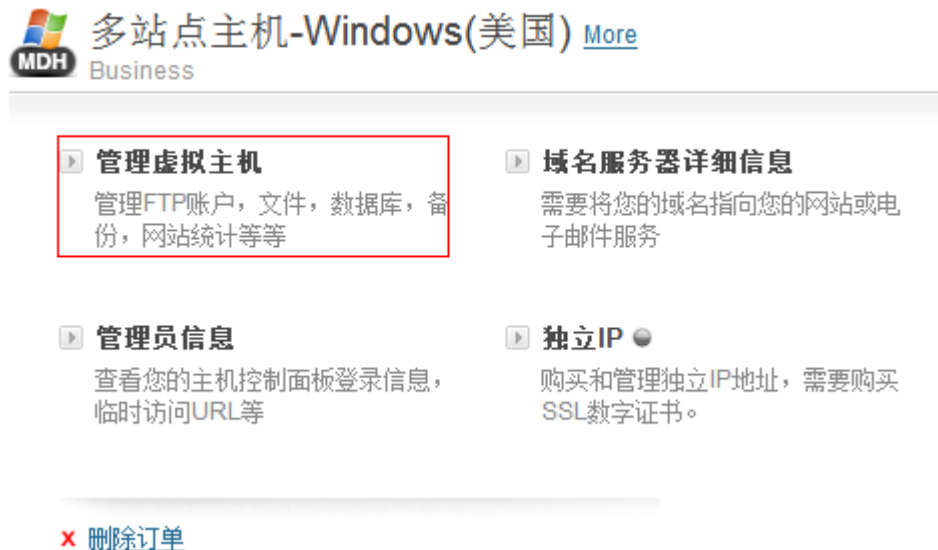 多站点主机-Windows(美国) More
MDH
Business
管理虚拟主机
管理FTP账户，文件，数据库，备
份，网站统计等等
域名服务器详细信息
需要将您的域名指向您的网站或电
子邮件服务
管理员信息
查看您的主机控制面板登录信息，
临时访问URL等
独立IP
购买和管理独立IP地址，需要购买
SSL数字证书。
x 删除订单